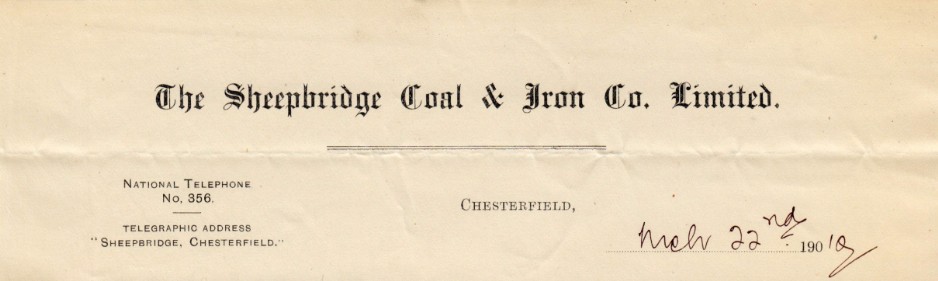 The Sheepbridge Coal & Iron Co. Limited.
NATIONAL TELEPHONE
No. 356.
TELEGRAPHIC ADDRESS
"SHEEPBRIDGE, CHESTERFIELD."
CHESTERFIELD,
Mch 22nd. 190